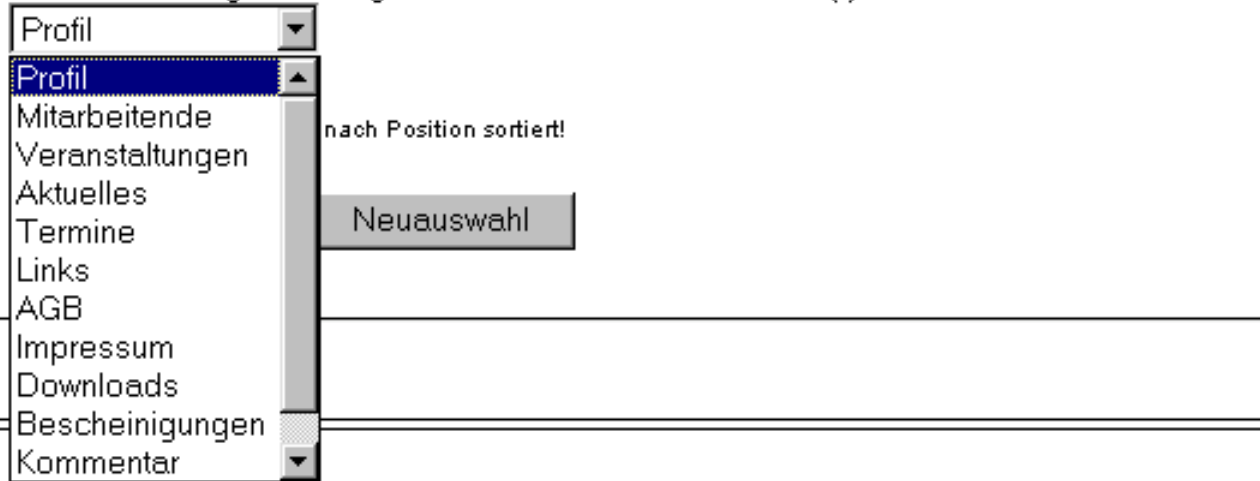 Profil
Profil
Mitarbeitende
nach Position sortiert!
Veranstaltungen
Aktuelles
Neuauswahl
Termine
Links
AGB
Impressum
Downloads
Bescheinigungen
Kommentar